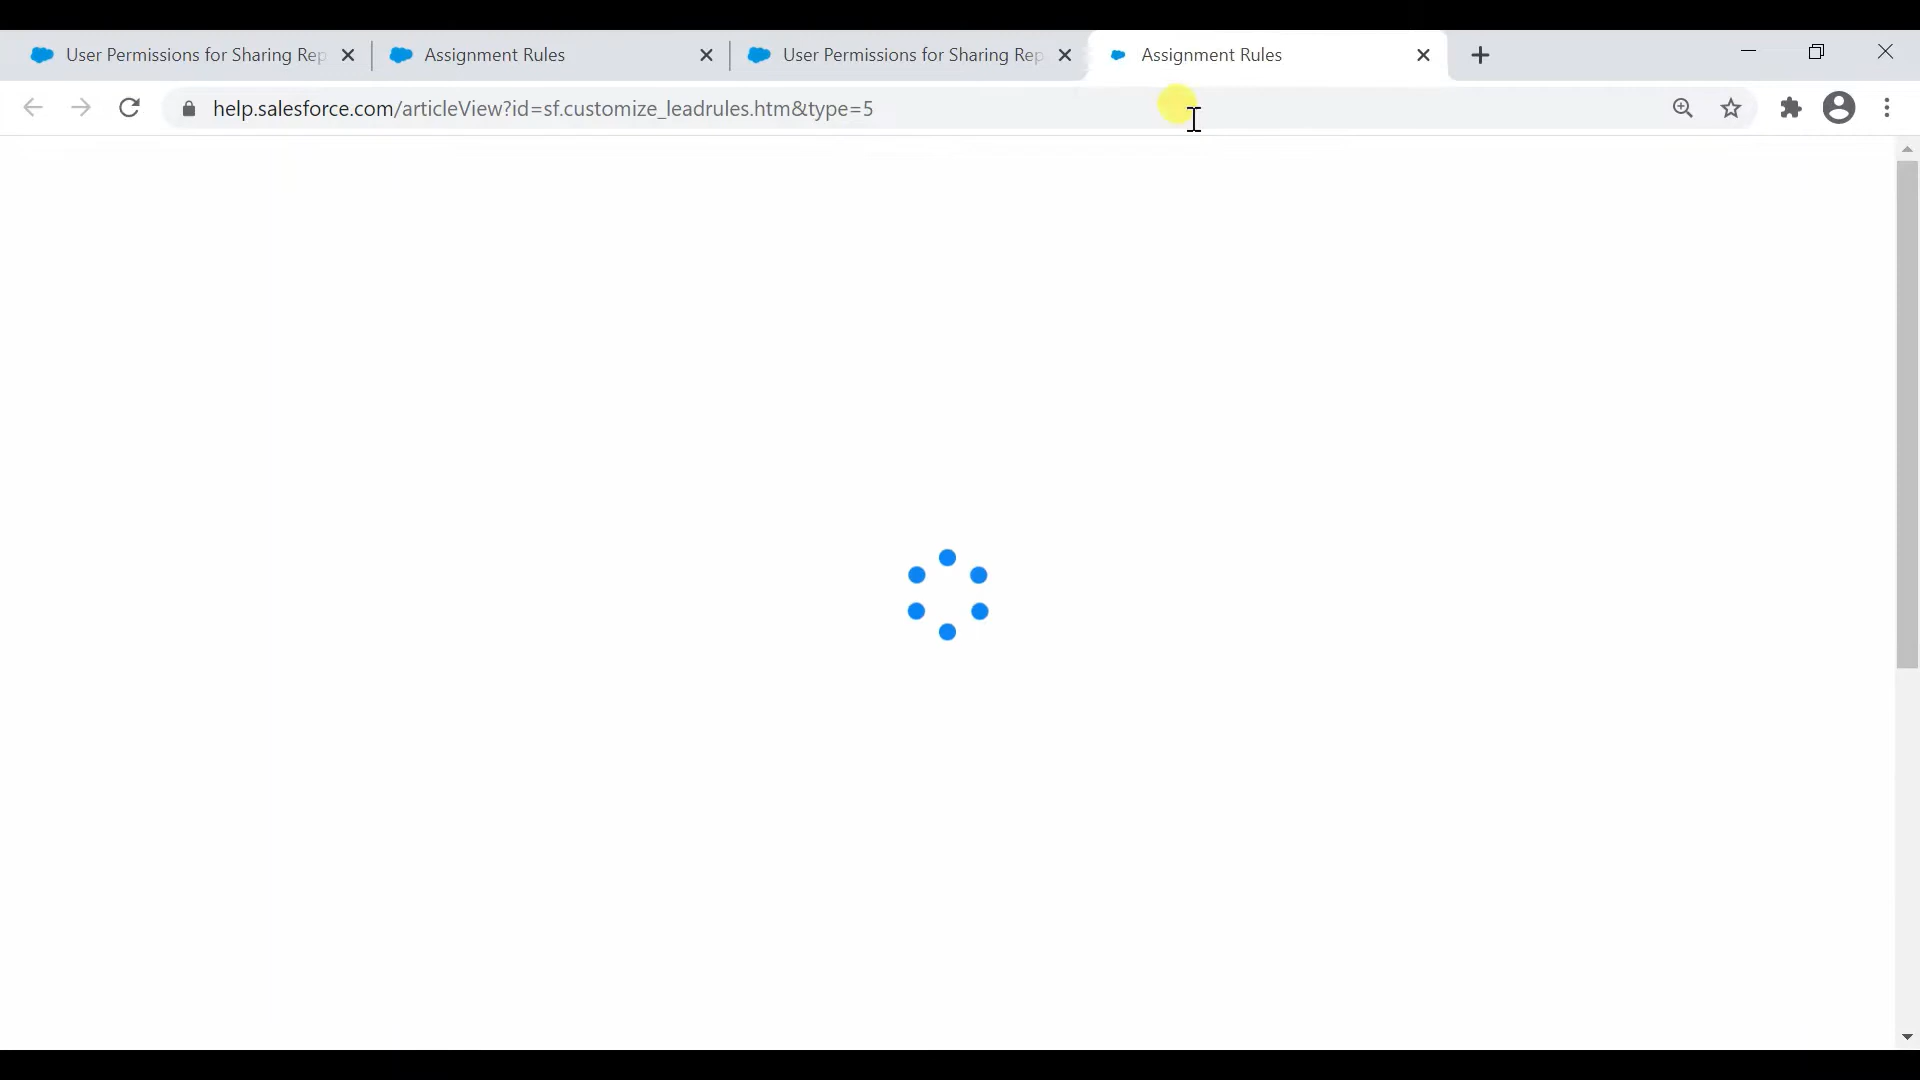 User Permissions for Sharing Rep
Assignment Rules
User Permissions for Sharing Rep
Assignment Rules
help.salesforce.com/articleView?id=sf.customize_leadrules.htm&type=5